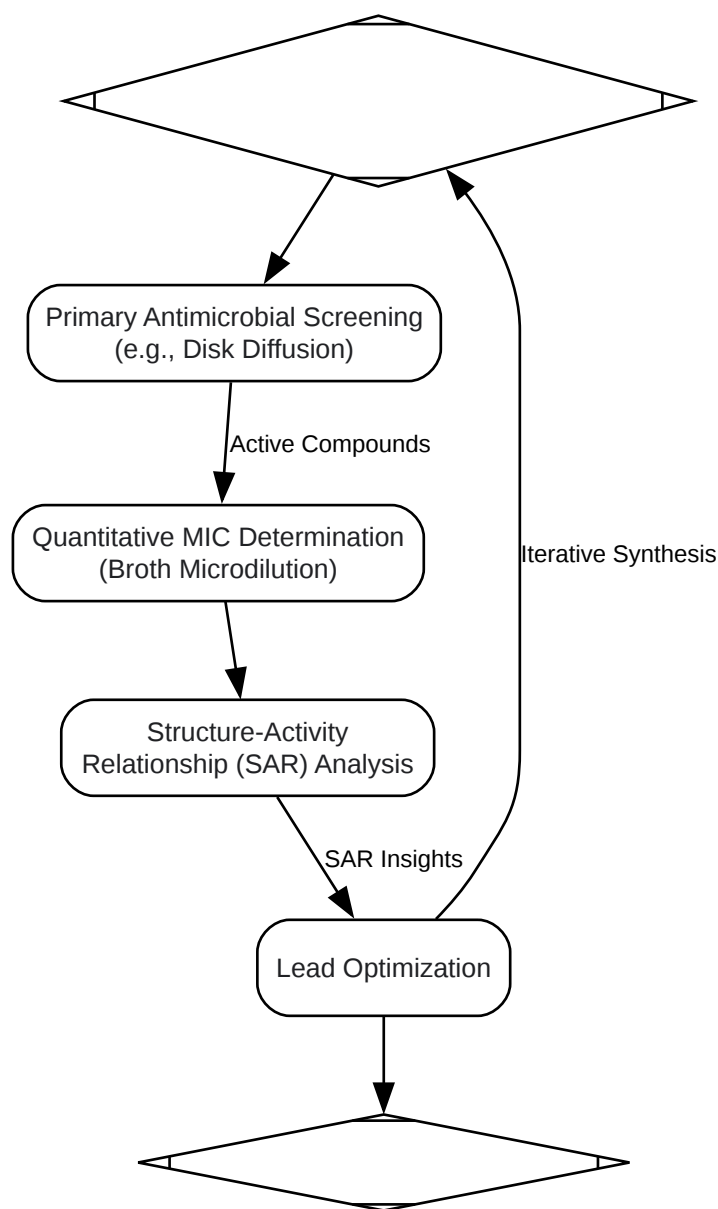 Primary Antimicrobial Screening
(e.g., Disk Diffusion)
Active Compounds
Quantitative MIC Determination
(Broth Microdilution)
Iterative Synthesis
Structure-Activity
Relationship (SAR) Analysis
SAR Insights
Lead Optimization